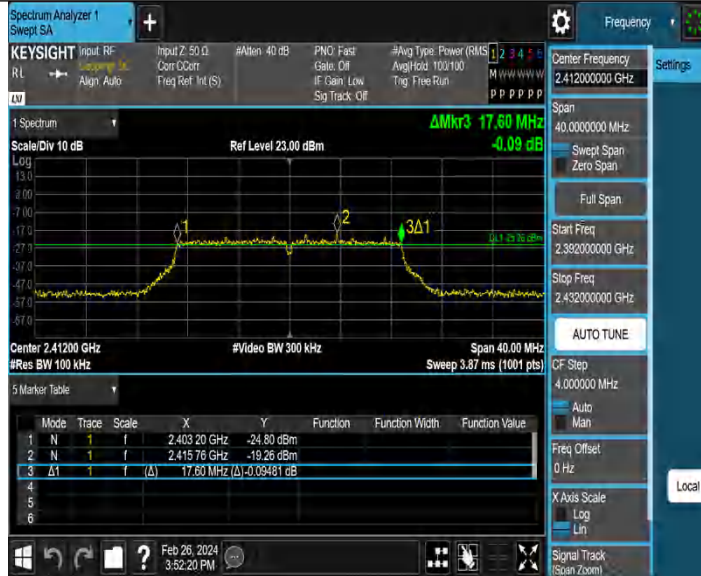 Spectrum Analyzer 1
Swept SA
+
Frequency
KEYSIGHT Input: RF Input Z: 50 Ω #Atten: 40 dB PNO: Fast #Avg Type: Power (RMS 1 2 3 4 5 6
RL Align: Auto Corr CCorr Gate: Off Avg|Hold: 100/100 M W W W W W
Freq Ref: Int (S) IF Gain: Low Trig: Free Run
Sig Track: Off P P P P P P
LXI
Center Frequency
2.412000000 GHz
Settings
Span
40.0000000 MHz
Swept Span
Zero Span
Full Span
Start Freq
2.392000000 GHz
Stop Freq
2.432000000 GHz
AUTO TUNE
CF Step
4.000000 MHz
Auto
Man
Freq Offset
0 Hz
X Axis Scale
Log
Lin
Signal Track
(Span Zoom)
Local
1 Spectrum
ΔMkr3 17.60 MHz
Scale/Div 10 dB Ref Level 23.00 dBm -0.09 dB
Log
13.0
3.00
-7.00
-17.0
-27.0
-37.0
-47.0
-57.0
-67.0
1
2
3Δ1
Center 2.41200 GHz #Video BW 300 kHz Span 40.00 MHz
#Res BW 100 kHz Sweep 3.87 ms (1001 pts)
5 Marker Table
Mode Trace Scale X Y Function Function Width Function Value
1 N 1 f 2.403 20 GHz -24.80 dBm
2 N 1 f 2.415 76 GHz -19.26 dBm
3 Δ1 1 f (Δ) 17.60 MHz (Δ) -0.09481 dB
4
5
6
?
Feb 26, 2024
3:52:20 PM